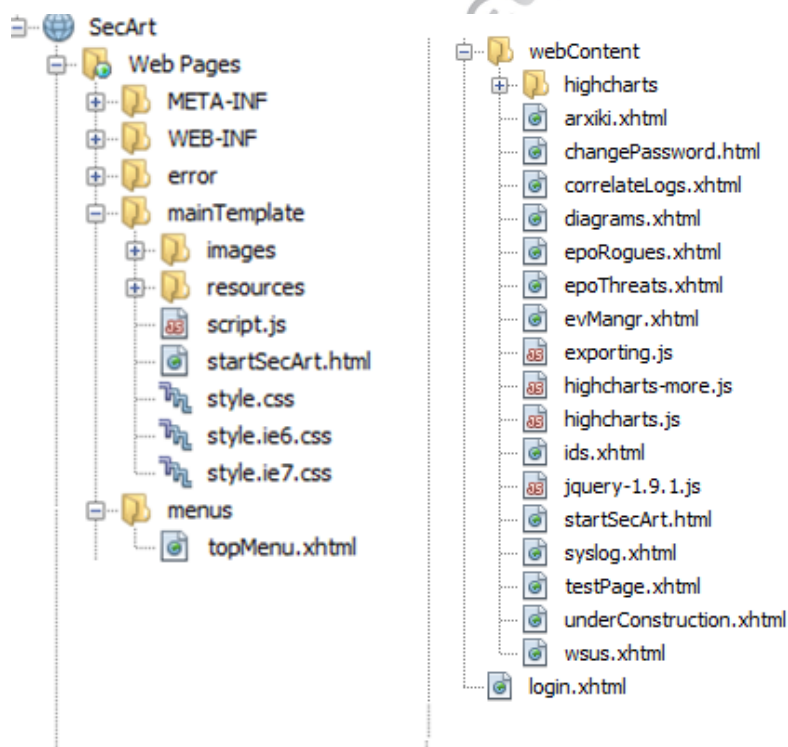 SecArt
Web Pages
META-INF
WEB-INF
error
mainTemplate
images
resources
script.js
startSecArt.html
style.css
style.ie6.css
style.ie7.css
menus
topMenu.xhtml
webContent
highcharts
arxiki.xhtml
changePassword.html
correlateLogs.xhtml
diagrams.xhtml
epoRogues.xhtml
epoThreats.xhtml
evMangr.xhtml
exporting.js
highcharts-more.js
highcharts.js
ids.xhtml
jquery-1.9.1.js
startSecArt.html
syslog.xhtml
testPage.xhtml
underConstruction.xhtml
wsus.xhtml
login.xhtml